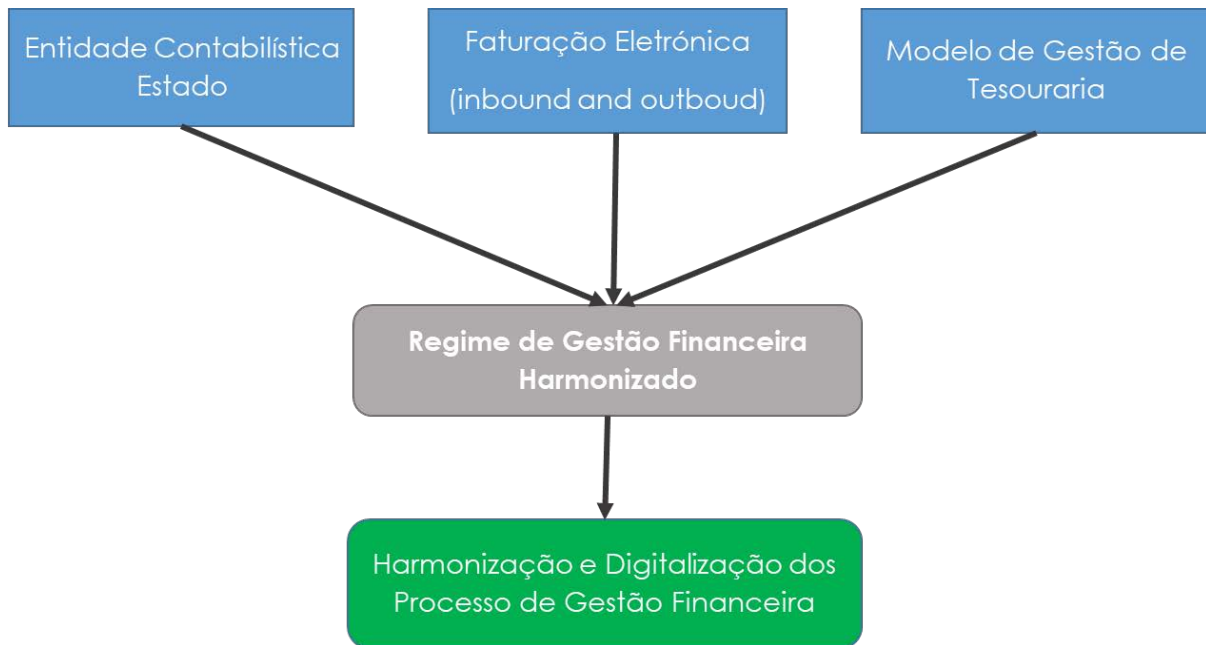 Entidade Contabilística
Estado
Faturação Eletrónica
(inbound and outboud)
Modelo de Gestão de
Tesouraria
Regime de Gestão Financeira
Harmonizado
Harmonização e Digitalização dos
Processo de Gestão Financeira